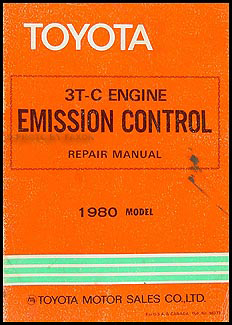 TOYOTA
3T-C ENGINE
EMISSION CONTROL
REPAIR MANUAL
1980 MODEL
TOYOTA MOTOR SALES CO.,LTD.